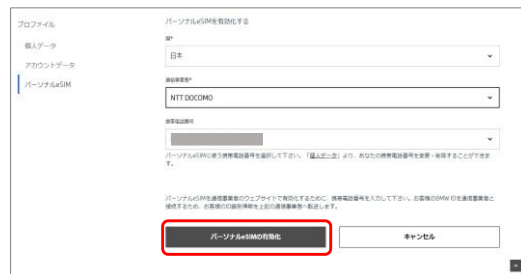 プロファイル
個人データ
アカウントデータ
パーソナルeSIM
パーソナルeSIMを有効化する
国*
日本
通信事業者*
NTT DOCOMO
携帯電話番号
パーソナルeSIMに使う携帯電話番号を選択して下さい。「個人データ」より、あなたの携帯電話番号を変更・削除することができま
す。
パーソナルeSIMを通信事業者のウェブサイトで有効化するために、携帯電話番号を入力して下さい。お客様のBMW IDを通信事業者と
接続するため、お客様のID識別情報を上記の通信事業者へ転送します。
パーソナルeSIMの有効化
キャンセル